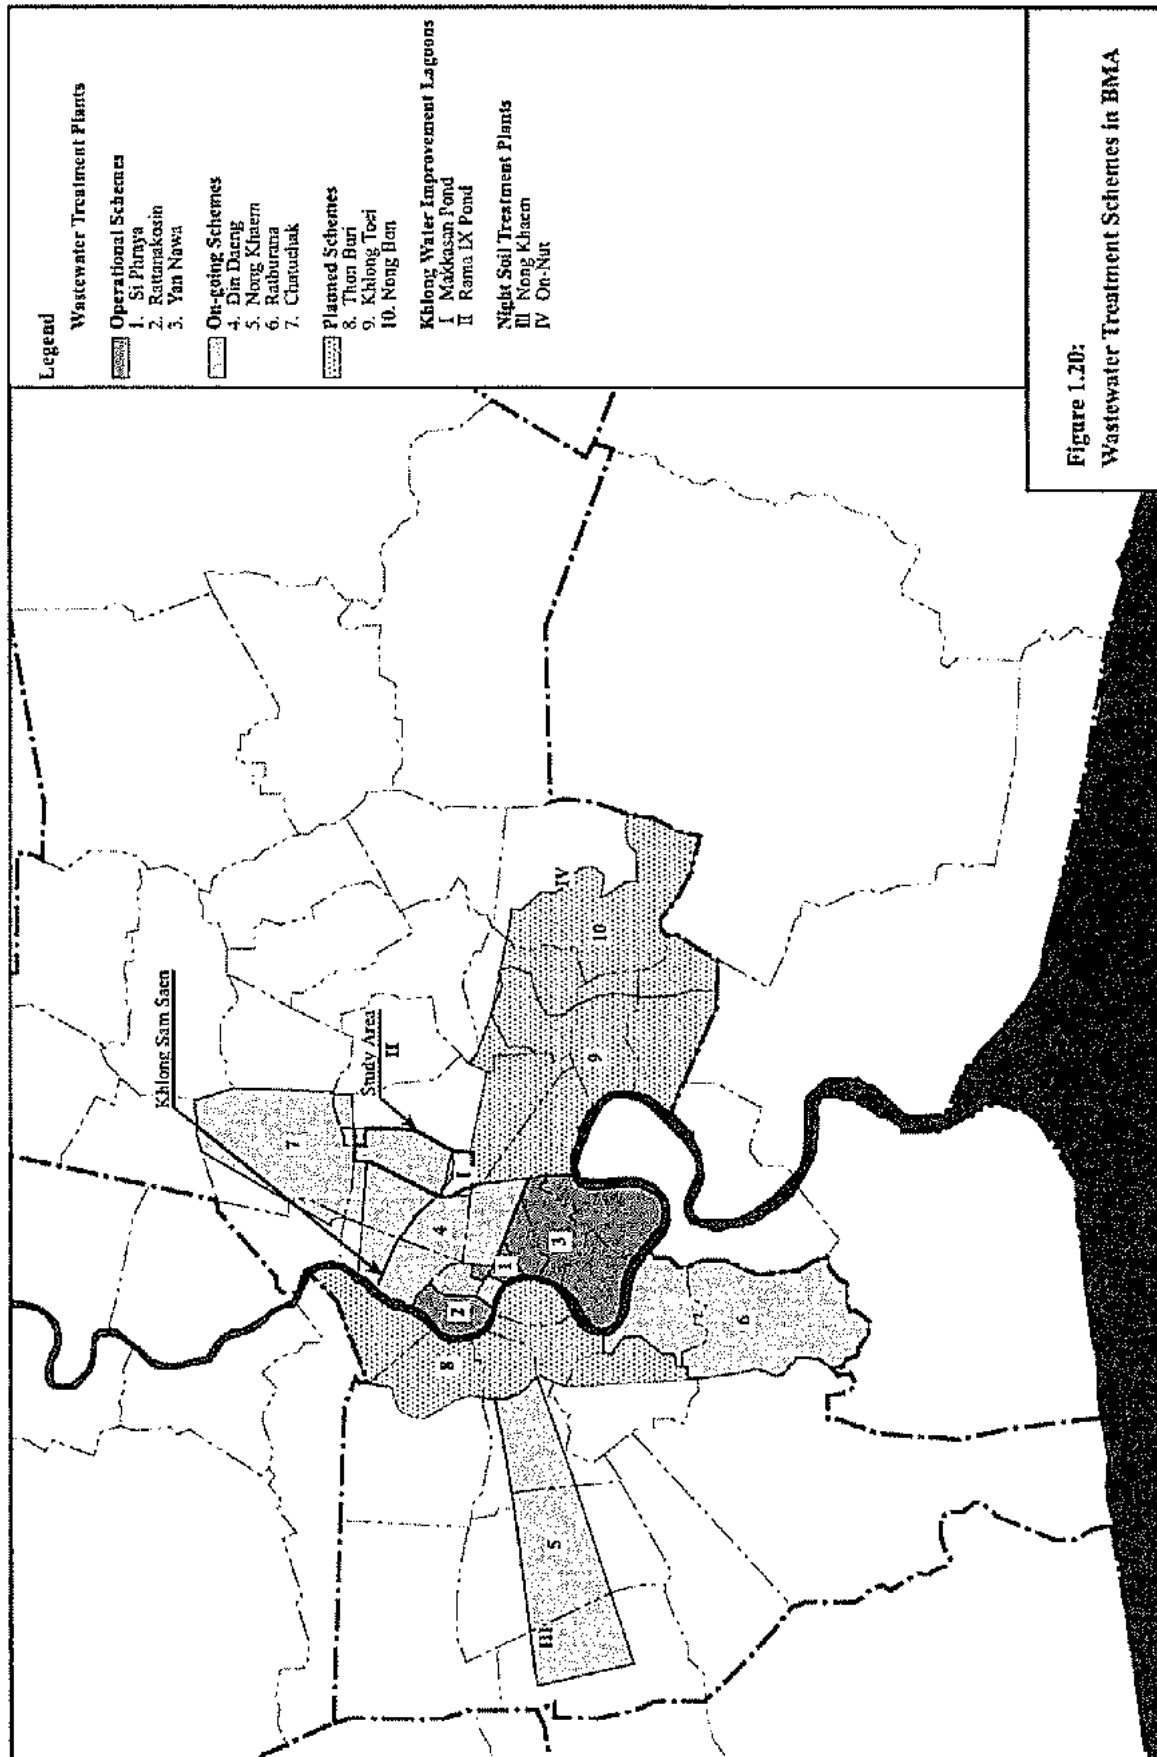 Legend
Wastewater Treatment Plants
Operational Schemes
1. Si Phraya
2. Rattanakosin
3. Yan Nawa
On-going Schemes
4. Din Daeng
5. Nong Khaem
6. Ratburana
7. Chatuchak
Planned Schemes
8. Thon Buri
9. Khlong Toei
10. Nong Bon
Khlong Water Improvement Lagoons
I Makkasan Pond
II Rama IX Pond
Night Soil Treatment Plants
III Nong Khaem
IV On-Nut
Khlong Sam Saen
Study Area
II
7
I
4
1
2
3
8
9
10
IV
6
5
III
Figure 1.20:
Wastewater Treatment Schemes in BMA